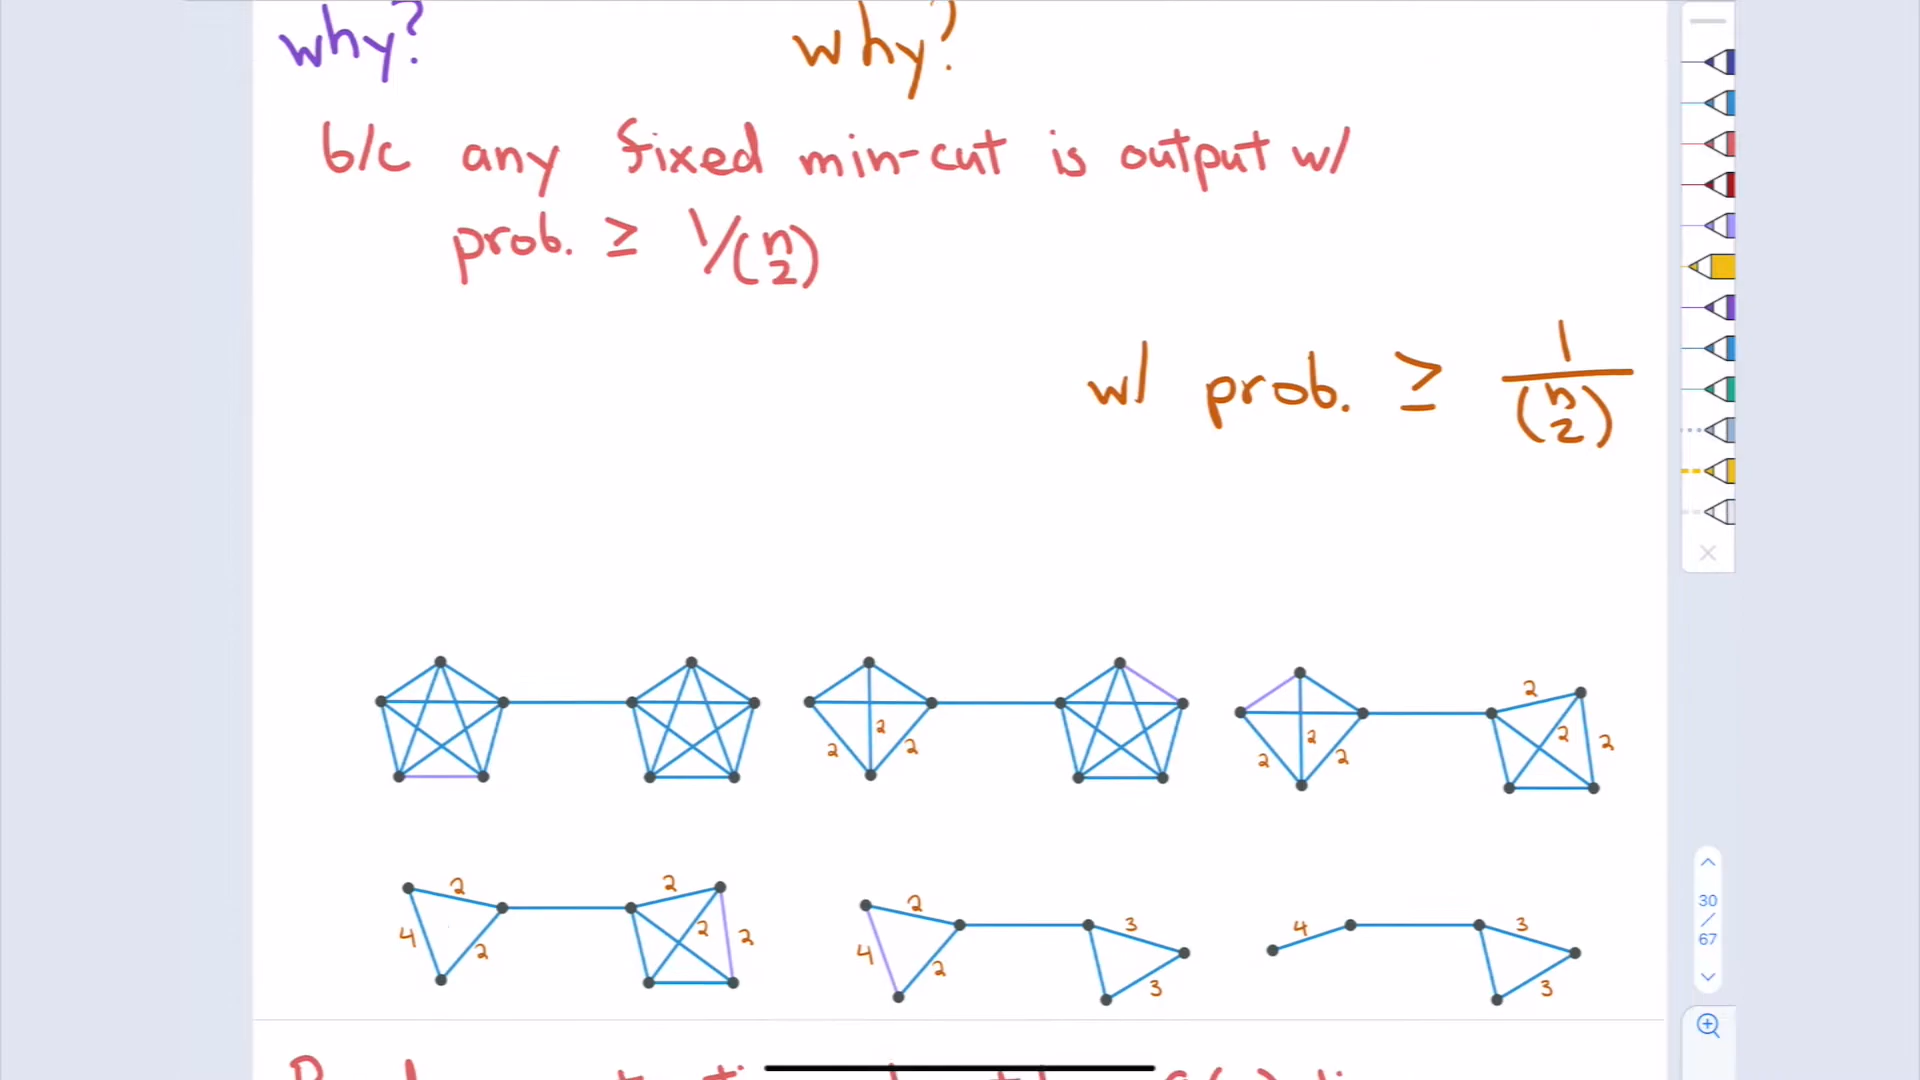 why? why?
b/c any fixed min-cut is output w/
prob. ≥ 1/(n 2)
w/ prob. ≥ 1/(n 2)
2 2 2
2 2 2
2 2 2
2 4 2
2 2 2
2 4 2
3 3
4 3 3
30
/
67